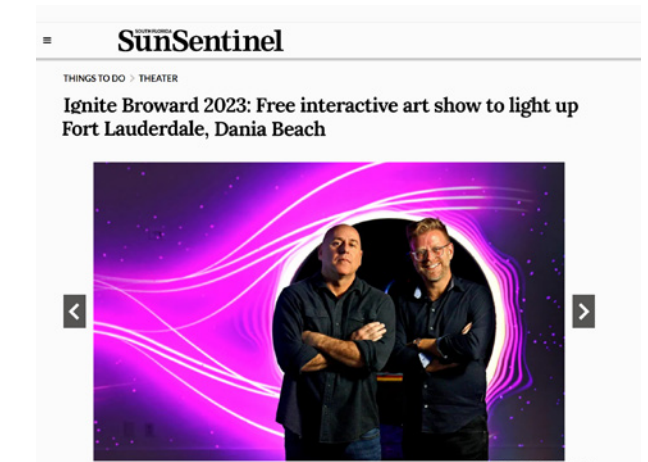 SOUTH FLORIDA
SunSentinel
THINGS TO DO > THEATER
Ignite Broward 2023: Free interactive art show to light up
Fort Lauderdale, Dania Beach